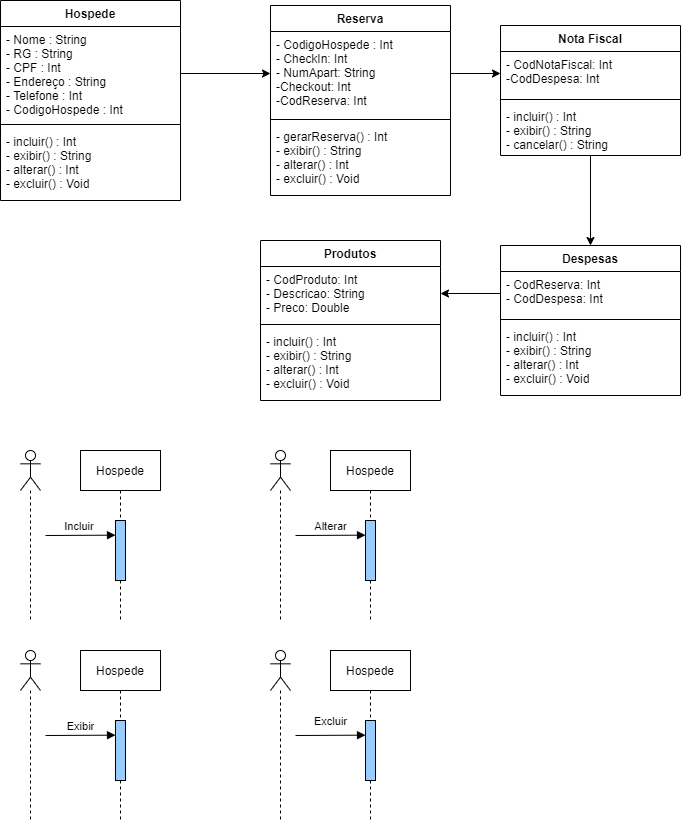 Hospede
- Nome : String
- RG : String
- CPF : Int
- Endereço : String
- Telefone : Int
- CodigoHospede : Int
- incluir() : Int
- exibir() : String
- alterar() : Int
- excluir() : Void
Reserva
- CodigoHospede : Int
- CheckIn: Int
- NumApart: String
-Checkout: Int
-CodReserva: Int
- gerarReserva() : Int
- exibir() : String
- alterar() : Int
- excluir() : Void
Nota Fiscal
- CodNotaFiscal: Int
-CodDespesa: Int
- incluir() : Int
- exibir() : String
- cancelar() : String
Produtos
- CodProduto: Int
- Descricao: String
- Preco: Double
- incluir() : Int
- exibir() : String
- alterar() : Int
- excluir() : Void
Despesas
- CodReserva: Int
- CodDespesa: Int
- incluir() : Int
- exibir() : String
- alterar() : Int
- excluir() : Void
Hospede
Incluir
Hospede
Alterar
Hospede
Exibir
Hospede
Excluir